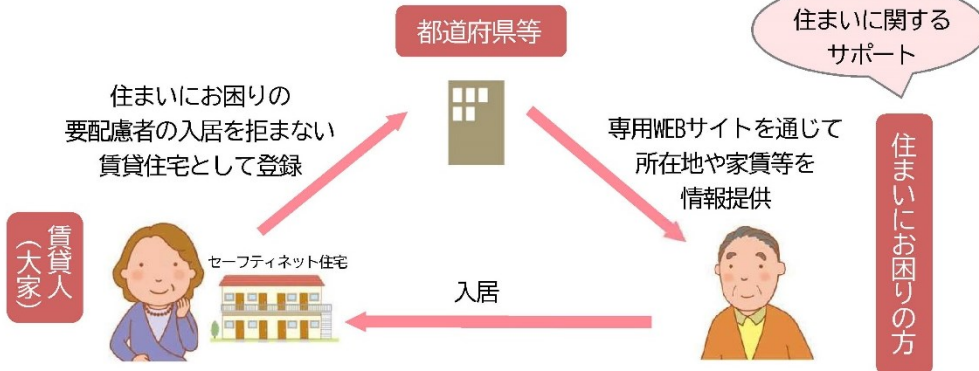 都道府県等
住まいに関する
サポート
住まいにお困りの
要配慮者の入居を拒まない
賃貸住宅として登録
専用WEBサイトを通じて
所在地や家賃等を
情報提供
住まいにお困りの方
賃貸人
（大家）
セーフティネット住宅
入居